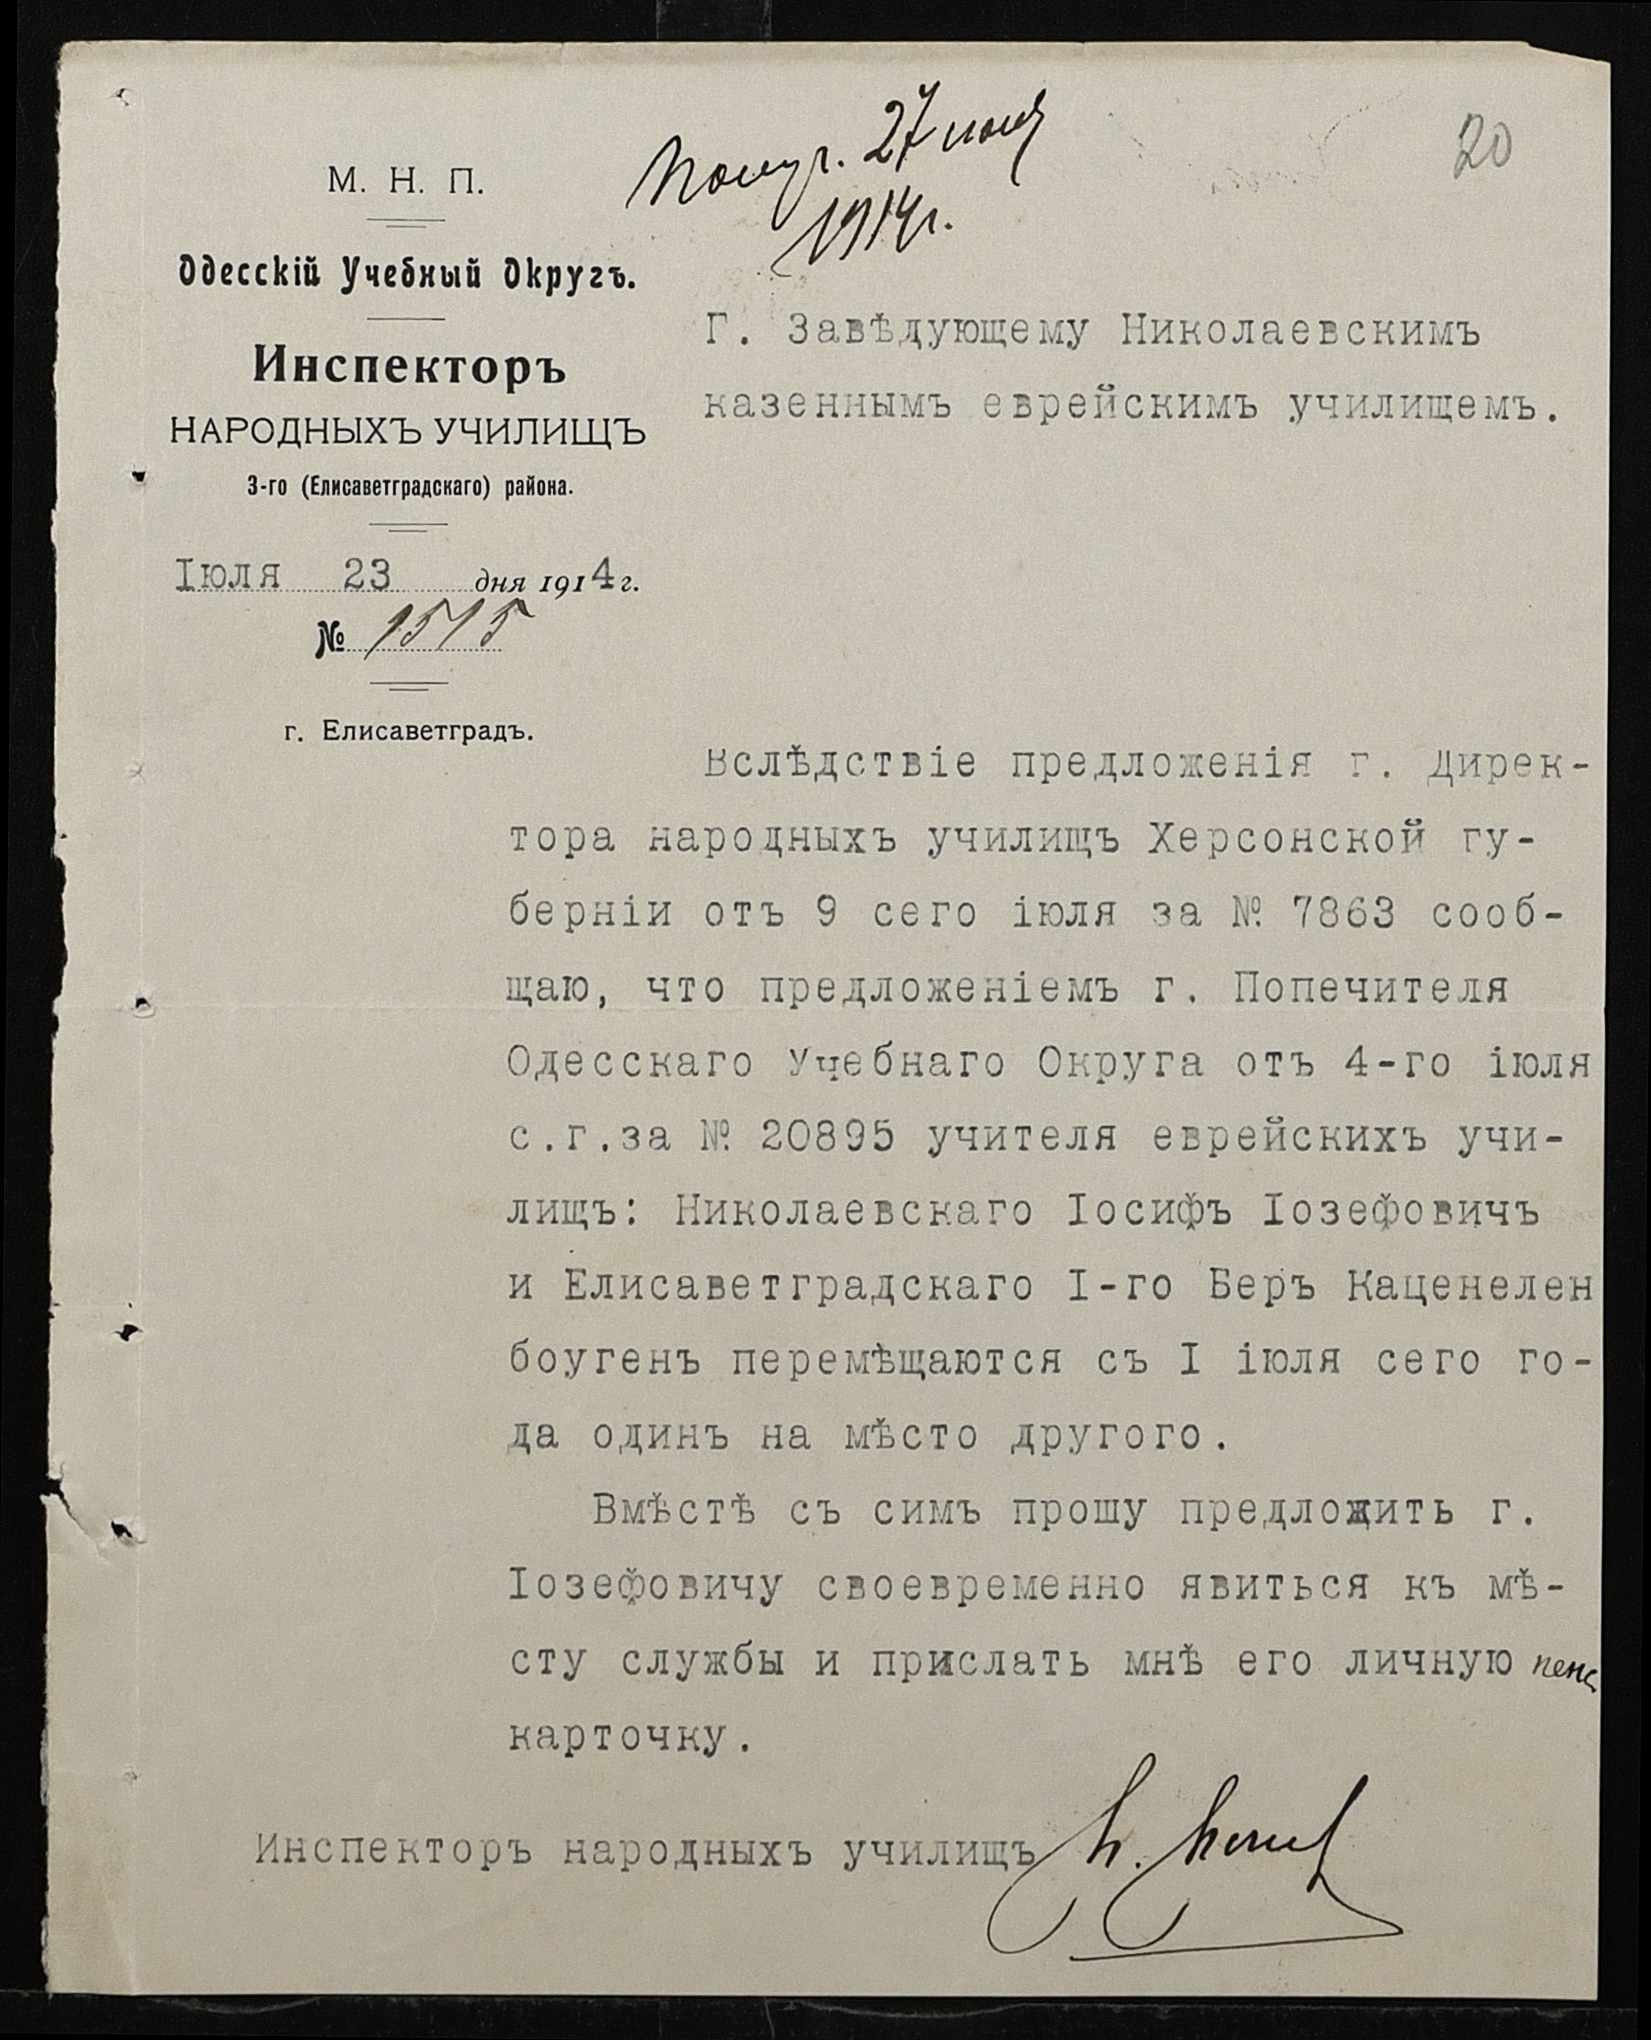 20
Получ. 27 июля
1914 г.
М. Н. П.
Одесскій Учебный Округъ.
Инспекторъ
НАРОДНЫХЪ УЧИЛИЩЪ
3-го (Елисаветградскаго) района.
Іюля 23 дня 1914 г.
№ 1515
г. Елисаветградъ.
Г. Завѣдующему Николаевскимъ
казеннымъ еврейскимъ училищемъ.
Вслѣдствіе предложенія г. Дирек-
тора народныхъ училищъ Херсонской гу-
берніи отъ 9 сего іюля за № 7863 сооб-
щаю, что предложеніемъ г. Попечителя
Одесскаго Учебнаго Округа отъ 4-го іюля
с.г.за № 20895 учителя еврейскихъ учи-
лищъ: Николаевскаго Іосифъ Іозефовичъ
и Елисаветградскаго I-го Беръ Каценелен
боугенъ перемѣщаются съ I іюля сего го-
да одинъ на мѣсто другого.
Вмѣстѣ съ симъ прошу предложить г.
Іозефовичу своевременно явиться къ мѣ-
сту службы и прислать мнѣ его личную пенс.
карточку.
Инспекторъ народныхъ училищъ